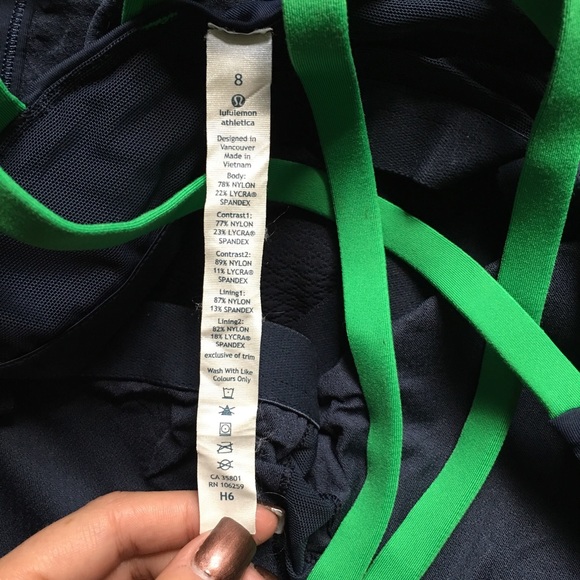 8
lululemon
athletica
Designed in
Vancouver
Made in
Vietnam
Body:
78% NYLON
22% LYCRA®
SPANDEX
Contrast1:
77% NYLON
23% LYCRA®
SPANDEX
Contrast2:
89% NYLON
11% LYCRA®
SPANDEX
Lining1:
87% NYLON
13% SPANDEX
Lining2:
82% NYLON
18% LYCRA®
SPANDEX
exclusive of trim
Wash With Like
Colours Only
CA 35801
RN 106259
H6